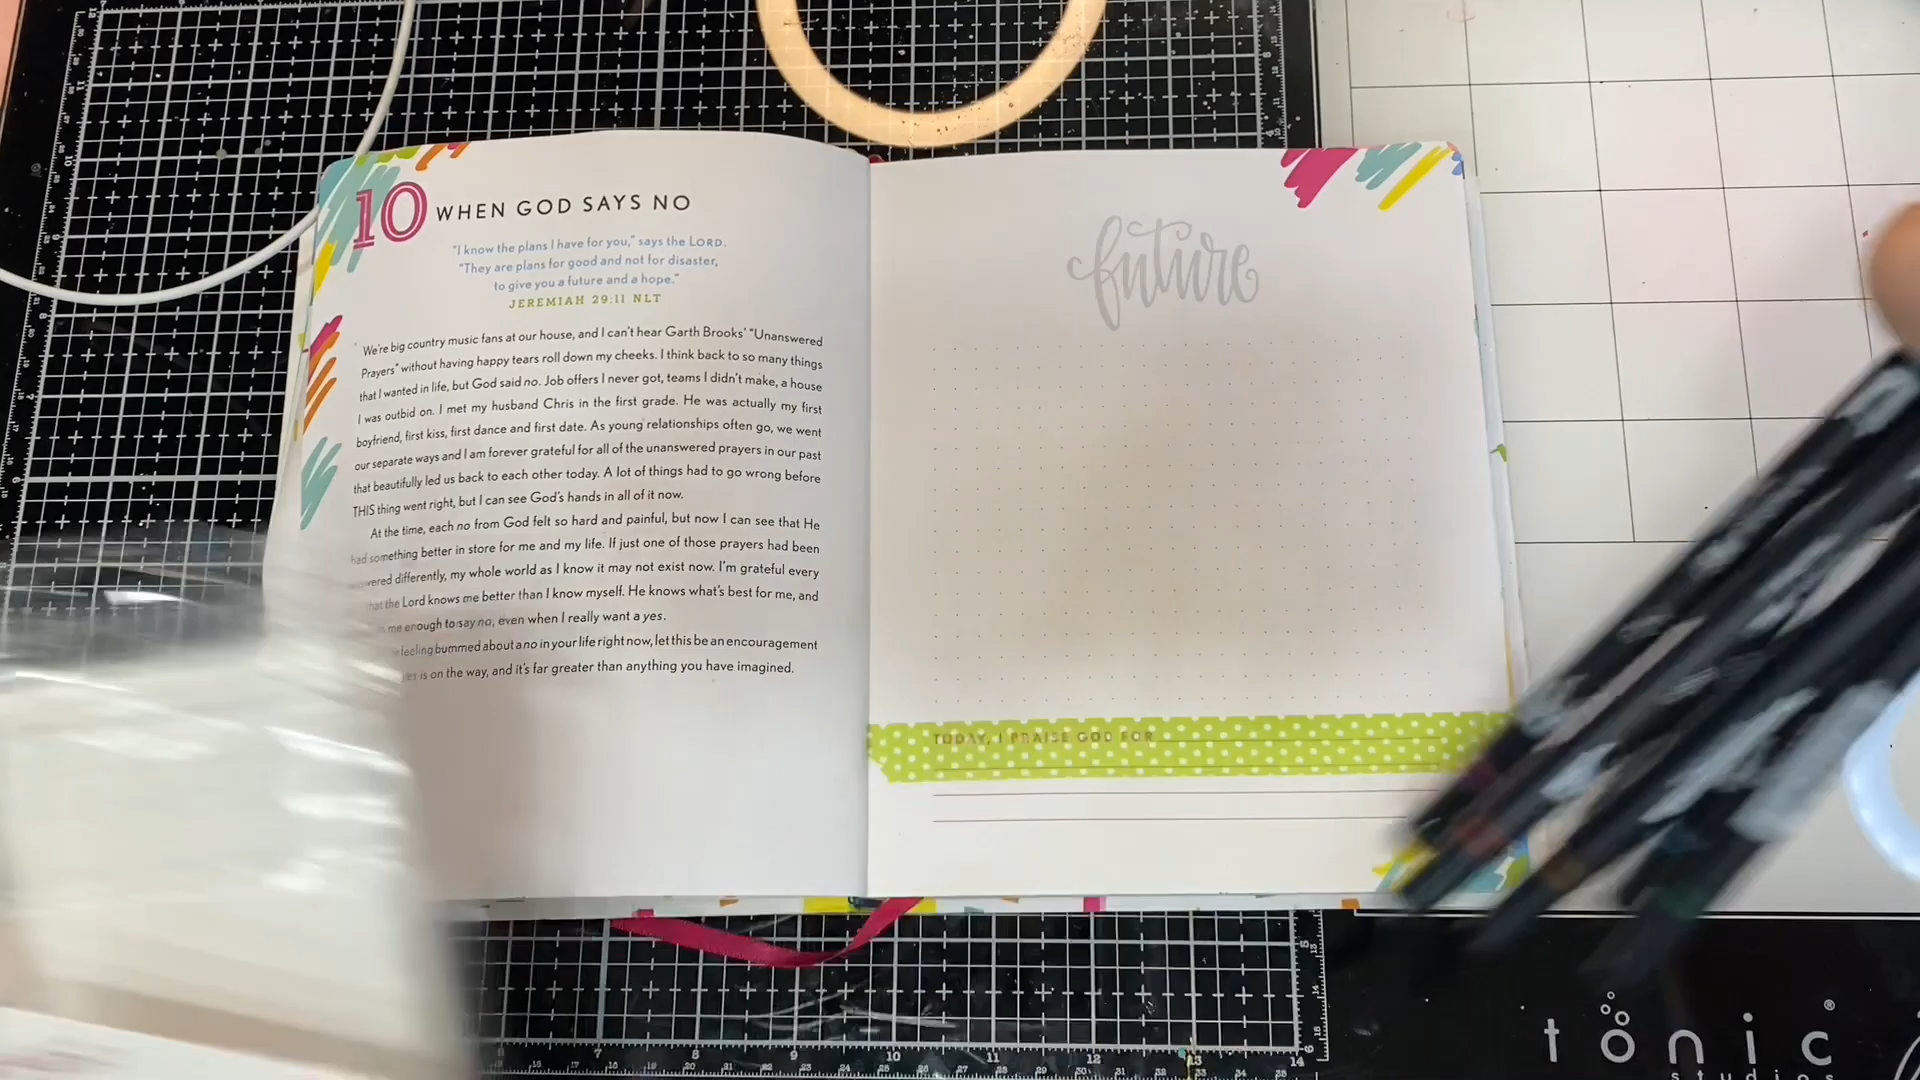 10 WHEN GOD SAYS NO
"I know the plans I have for you," says the LORD.
"They are plans for good and not for disaster,
to give you a future and a hope."
JEREMIAH 29:11 NLT
We're big country music fans at our house, and I can't hear Garth Brooks' "Unanswered
Prayers" without having happy tears roll down my cheeks. I think back to so many things
that I wanted in life, but God said no. Job offers I never got, teams I didn't make, a house
I was outbid on. I met my husband Chris in the first grade. He was actually my first
boyfriend, first kiss, first dance and first date. As young relationships often go, we went
our separate ways and I am forever grateful for all of the unanswered prayers in our past
that beautifully led us back to each other today. A lot of things had to go wrong before
THIS thing went right, but I can see God's hands in all of it now.
At the time, each no from God felt so hard and painful, but now I can see that He
had something better in store for me and my life. If just one of those prayers had been
differently, my whole world as I know it may not exist now. I'm grateful every
that the Lord knows me better than I know myself. He knows what's best for me, and
me enough to say no, even when I really want a yes.
feeling bummed about a no in your life right now, let this be an encouragement
yes is on the way, and it's far greater than anything you have imagined.
future
TODAY, I PRAISE GOD FOR
tonic
studios